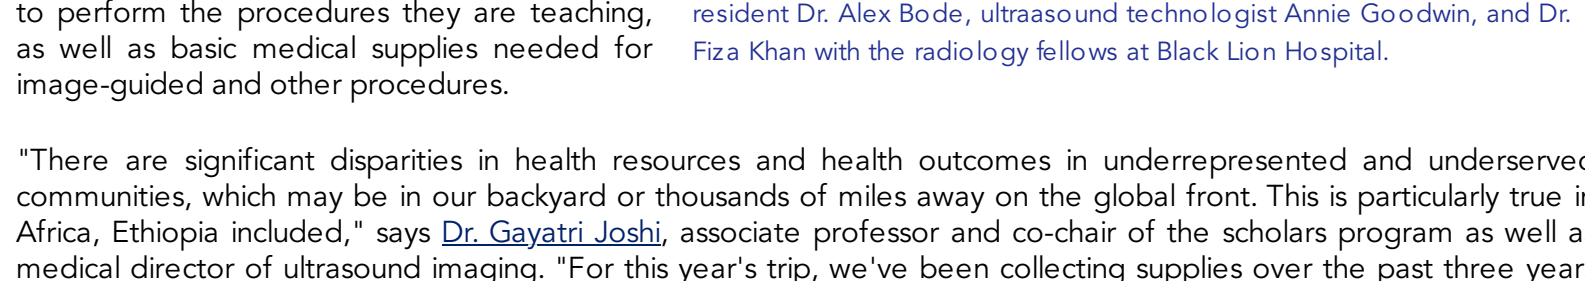 to perform the procedures they are teaching,
as well as basic medical supplies needed for
image-guided and other procedures.
resident Dr. Alex Bode, ultraasound technologist Annie Goodwin, and Dr.
Fiza Khan with the radiology fellows at Black Lion Hospital.
"There are significant disparities in health resources and health outcomes in underrepresented and underserved
communities, which may be in our backyard or thousands of miles away on the global front. This is particularly true in
Africa, Ethiopia included," says Dr. Gayatri Joshi, associate professor and co-chair of the scholars program as well a
medical director of ultrasound imaging. "For this year's trip, we've been collecting supplies over the past three year